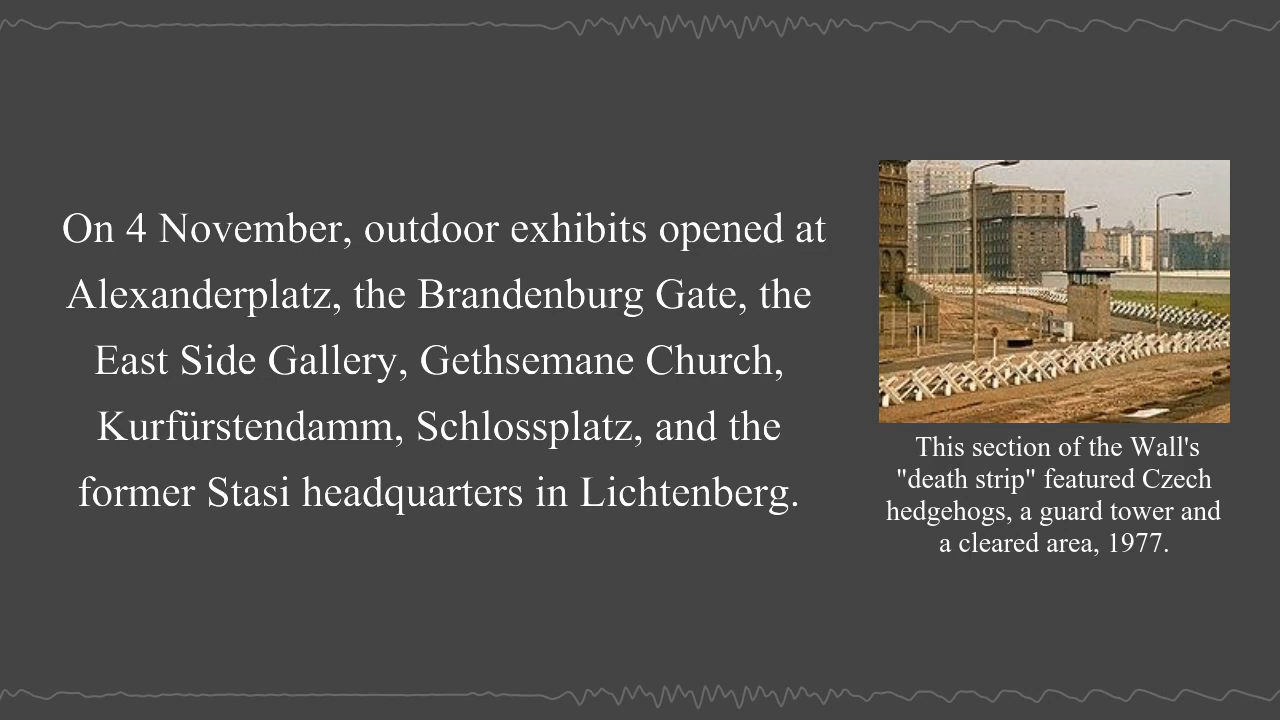 On 4 November, outdoor exhibits opened at
Alexanderplatz, the Brandenburg Gate, the
East Side Gallery, Gethsemane Church,
Kurfürstendamm, Schlossplatz, and the
former Stasi headquarters in Lichtenberg.
This section of the Wall's
"death strip" featured Czech
hedgehogs, a guard tower and
a cleared area, 1977.